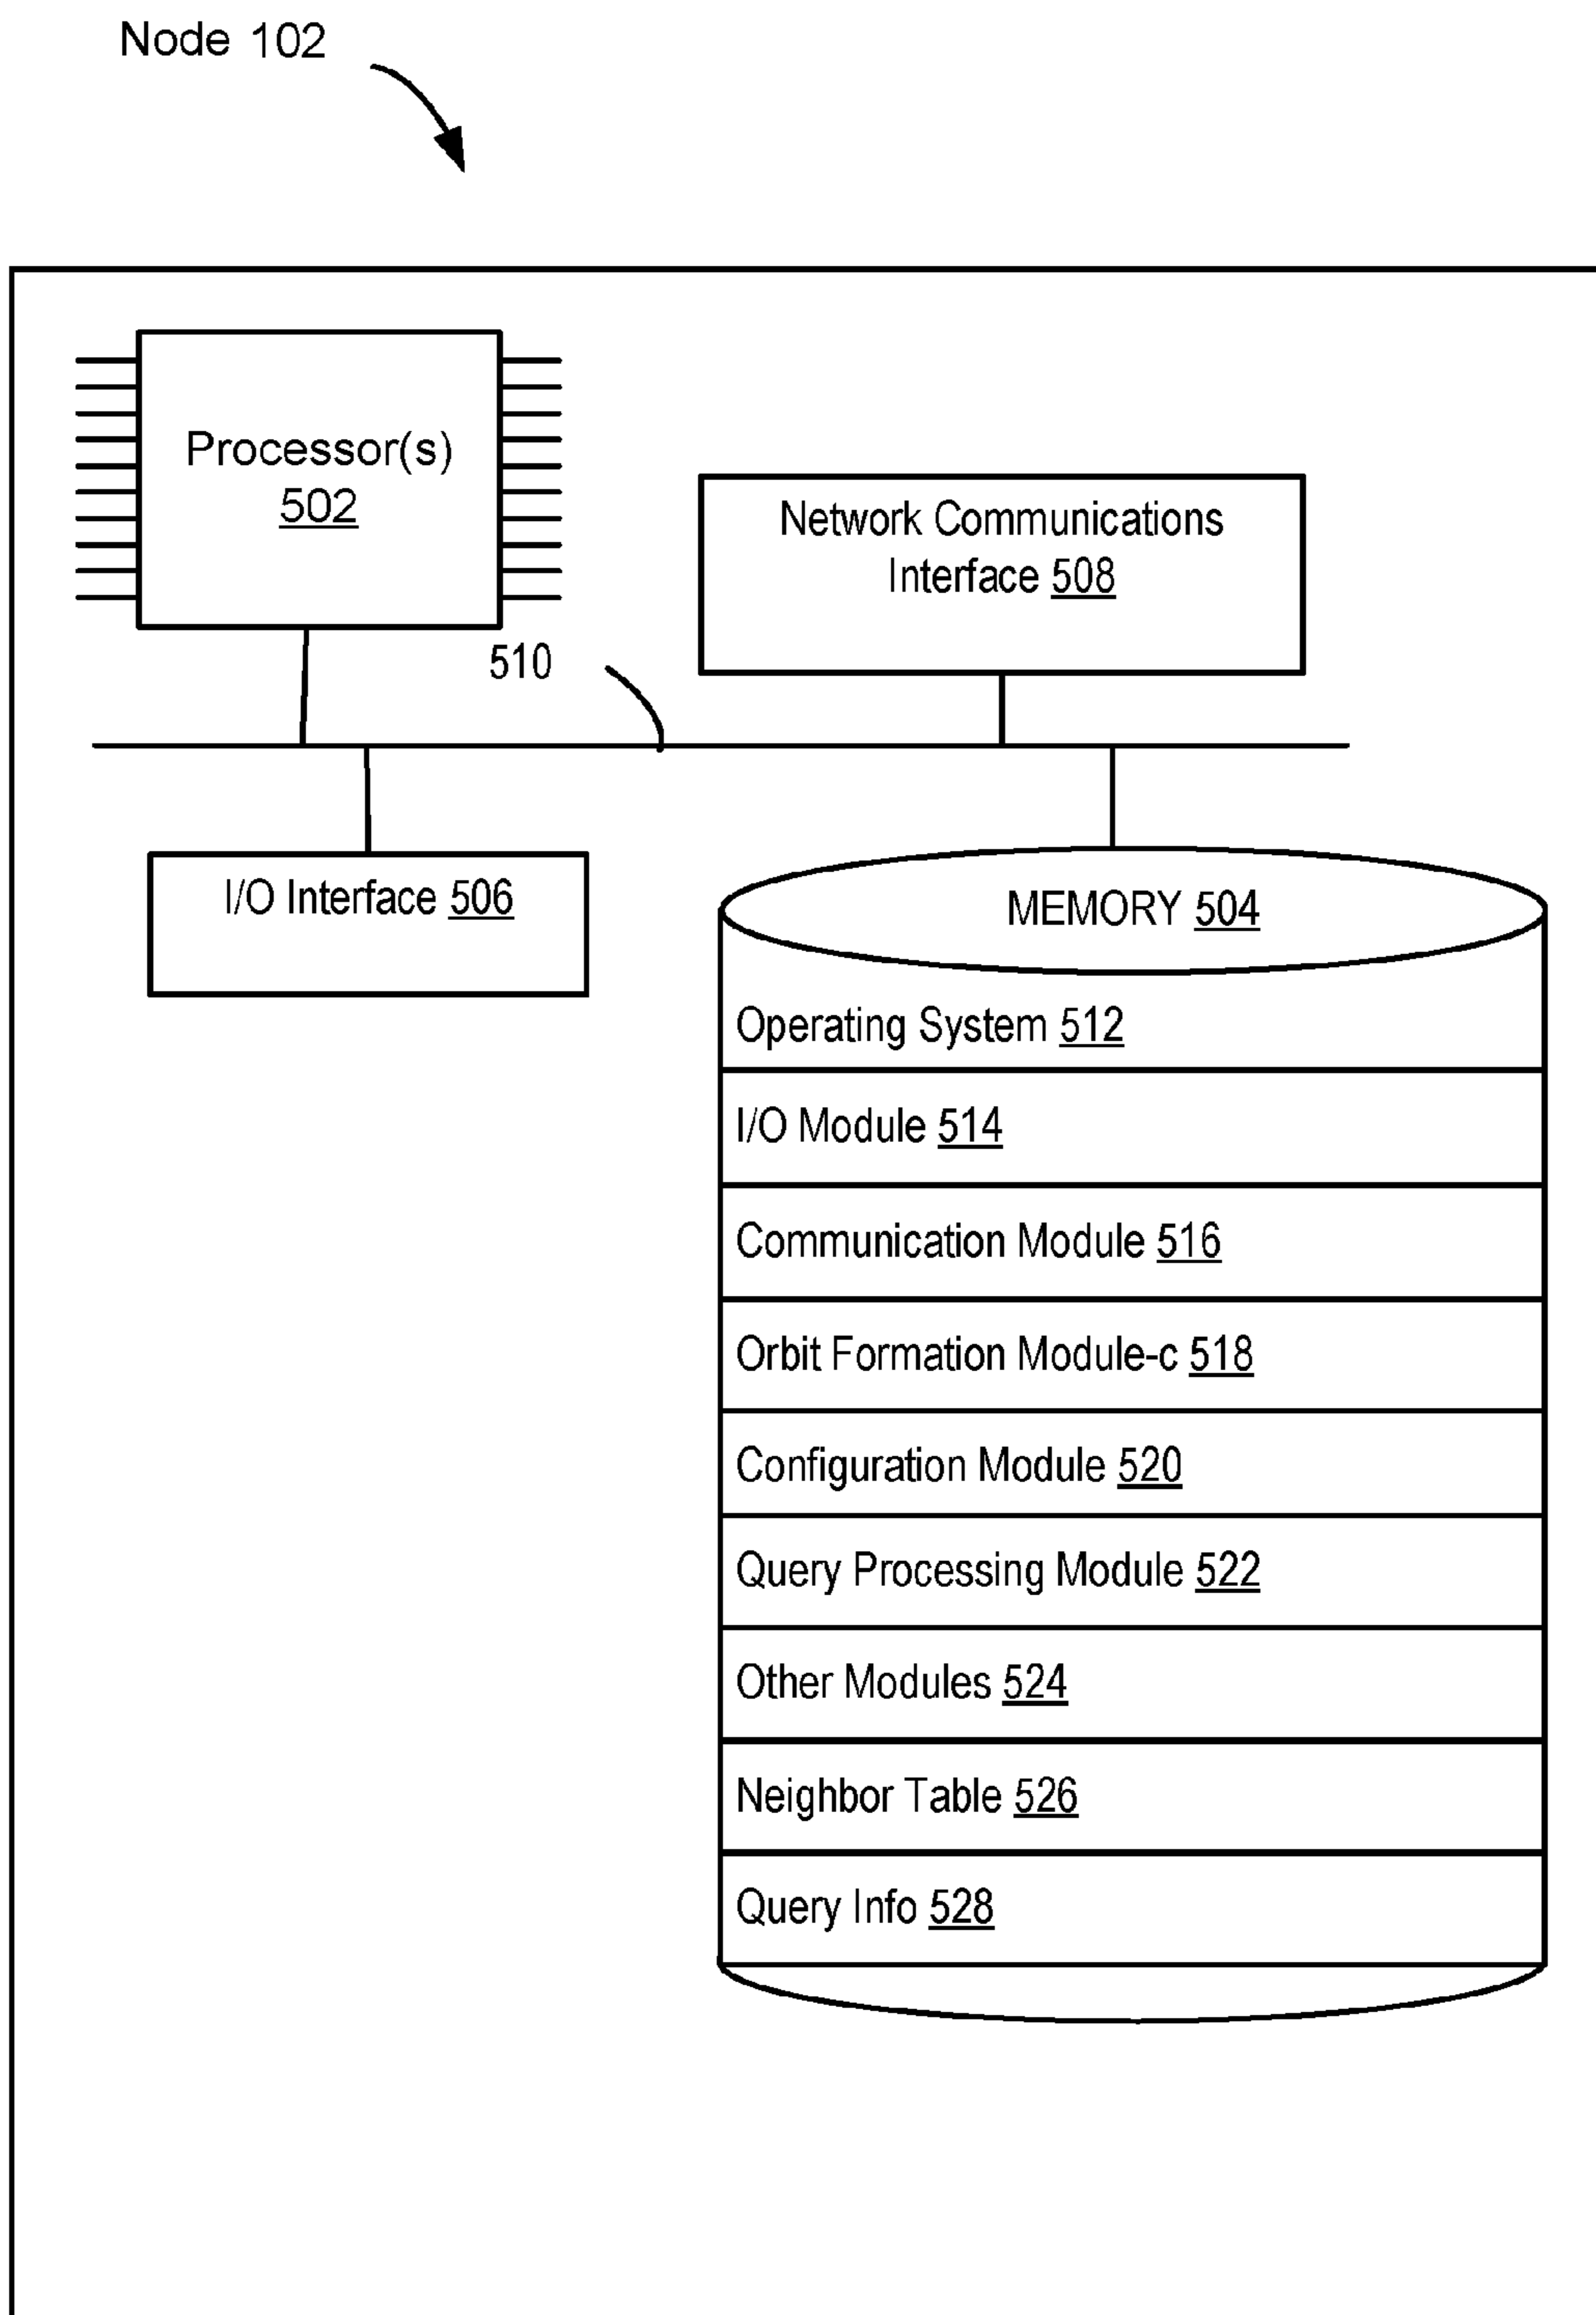 Node 102
Processor(s)
502
Network Communications
Interface 508
510
I/O Interface 506
MEMORY 504
Operating System 512
I/O Module 514
Communication Module 516
Orbit Formation Module-c 518
Configuration Module 520
Query Processing Module 522
Other Modules 524
Neighbor Table 526
Query Info 528